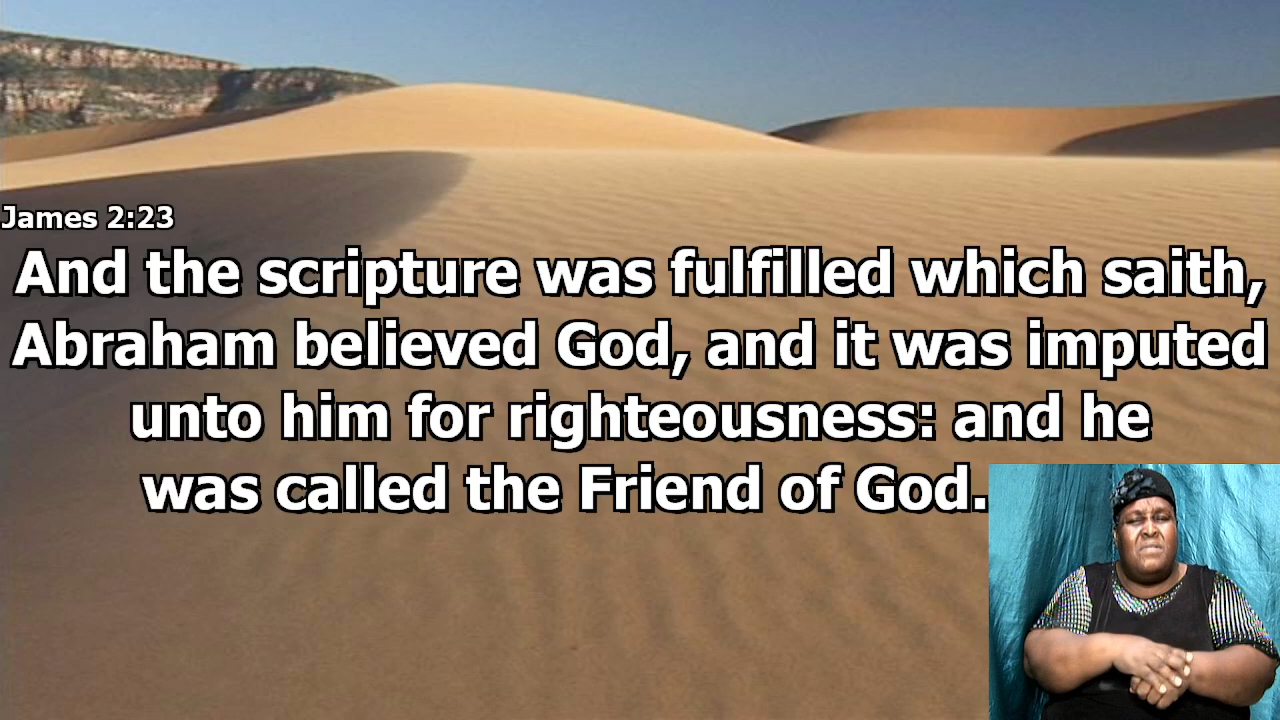 James 2:23
And the scripture was fulfilled which saith,
Abraham believed God, and it was imputed
unto him for righteousness: and he
was called the Friend of God.